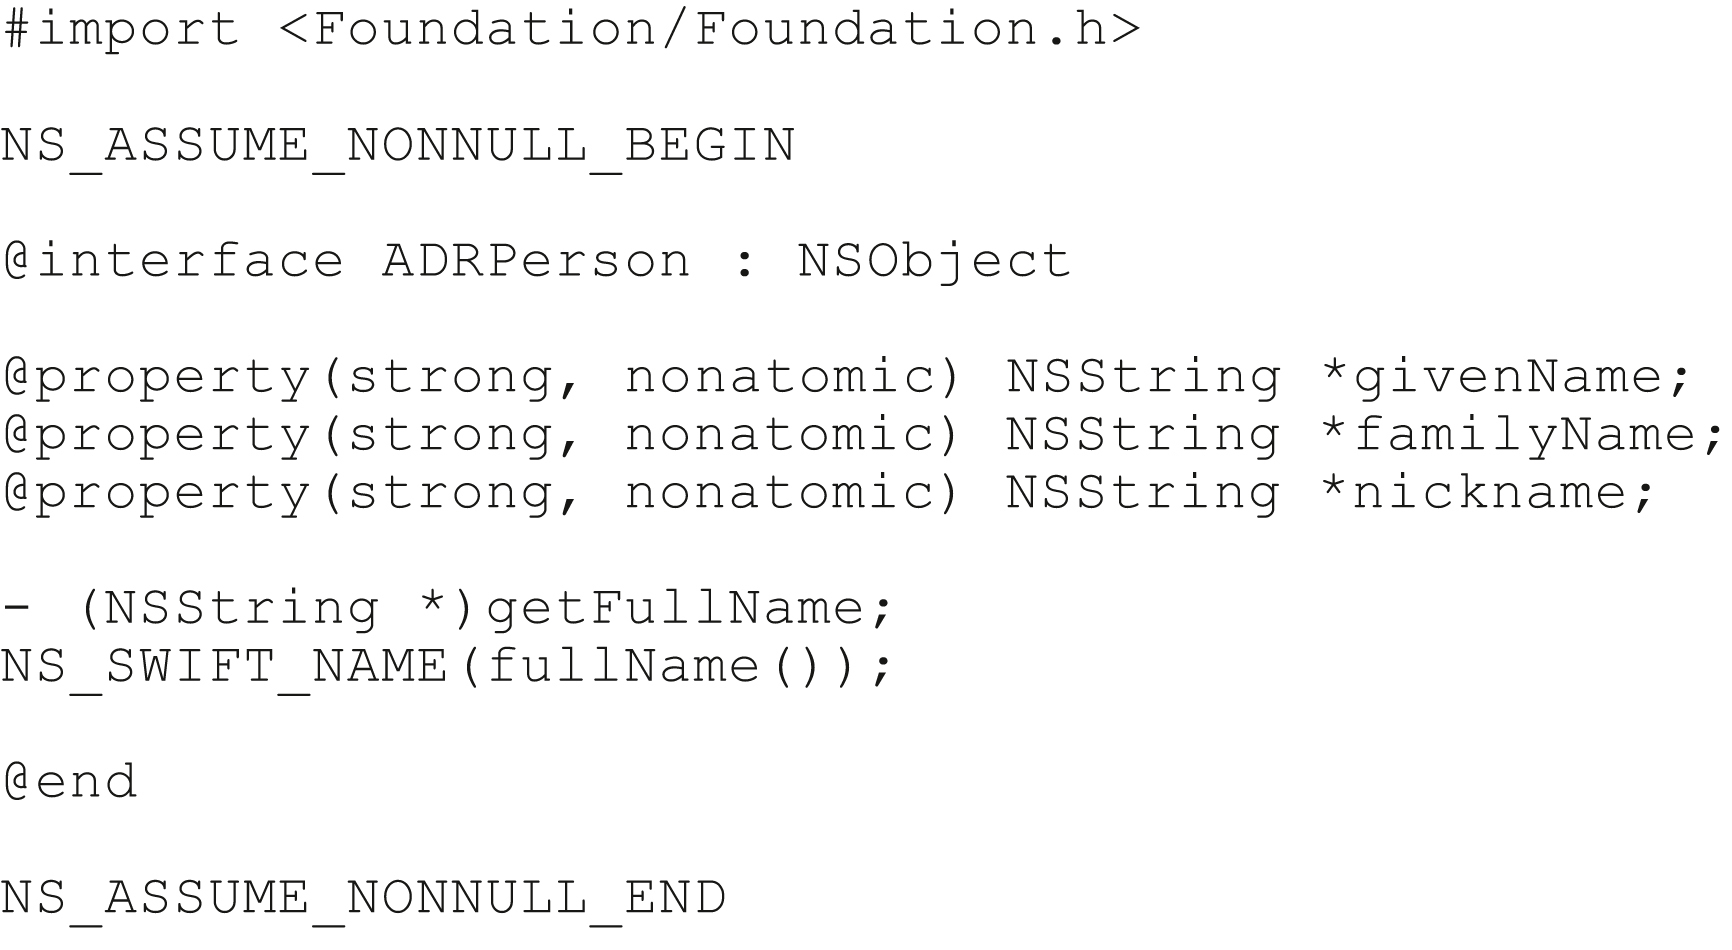 #import <Foundation/Foundation.h>
NS_ASSUME_NONNULL_BEGIN
@interface ADRPerson : NSObject
@property(strong, nonatomic) NSString *givenName;
@property(strong, nonatomic) NSString *familyName;
@property(strong, nonatomic) NSString *nickname;
- (NSString *)getFullName;
NS_SWIFT_NAME(fullName());
@end
NS_ASSUME_NONNULL_END